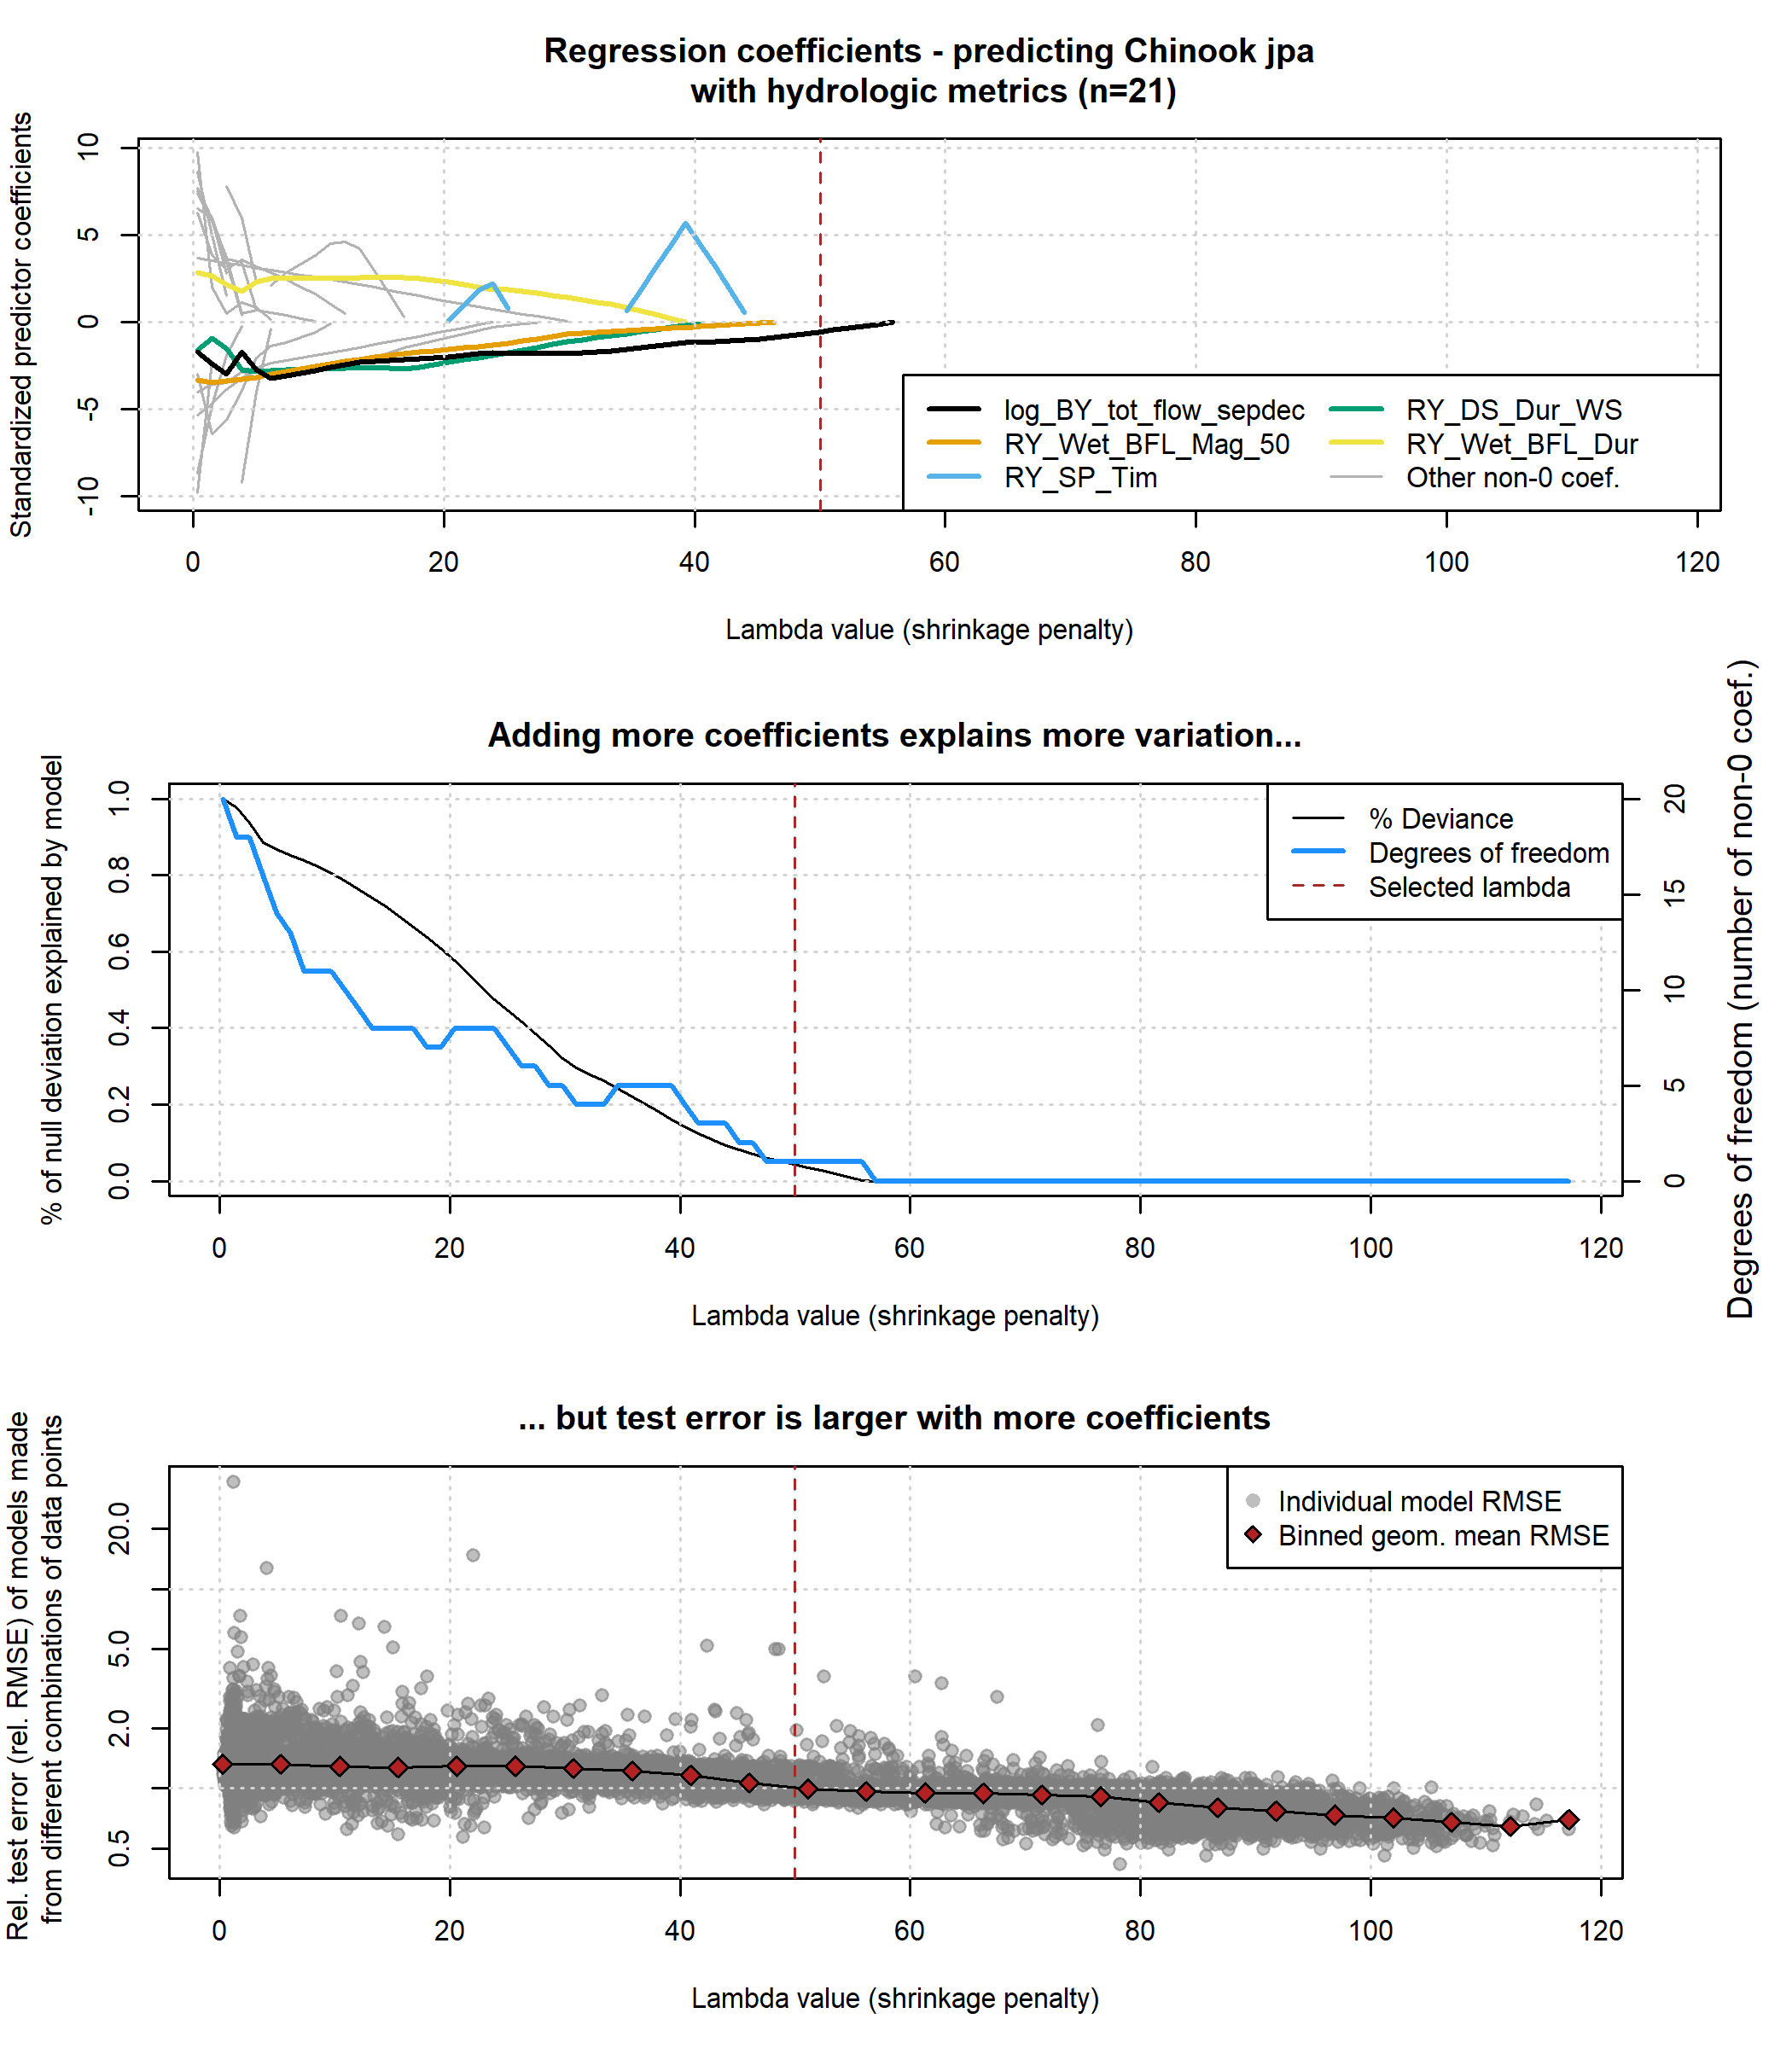 Regression coefficients - predicting Chinook jpa
with hydrologic metrics (n=21)
Standardized predictor coefficients
10
5
0
-5
-10
log_BY_tot_flow_sepdec
RY_Wet_BFL_Mag_50
RY_SP_Tim
RY_DS_Dur_WS
RY_Wet_BFL_Dur
Other non-0 coef.
0 20 40 60 80 100 120
Lambda value (shrinkage penalty)
Adding more coefficients explains more variation...
% of null deviation explained by model
1.0
0.8
0.6
0.4
0.2
0.0
% Deviance
Degrees of freedom
Selected lambda
20
15
10
5
0
Degrees of freedom (number of non-0 coef.)
0 20 40 60 80 100 120
Lambda value (shrinkage penalty)
... but test error is larger with more coefficients
Rel. test error (rel. RMSE) of models made
from different combinations of data points
20.0
5.0
2.0
0.5
Individual model RMSE
Binned geom. mean RMSE
0 20 40 60 80 100 120
Lambda value (shrinkage penalty)